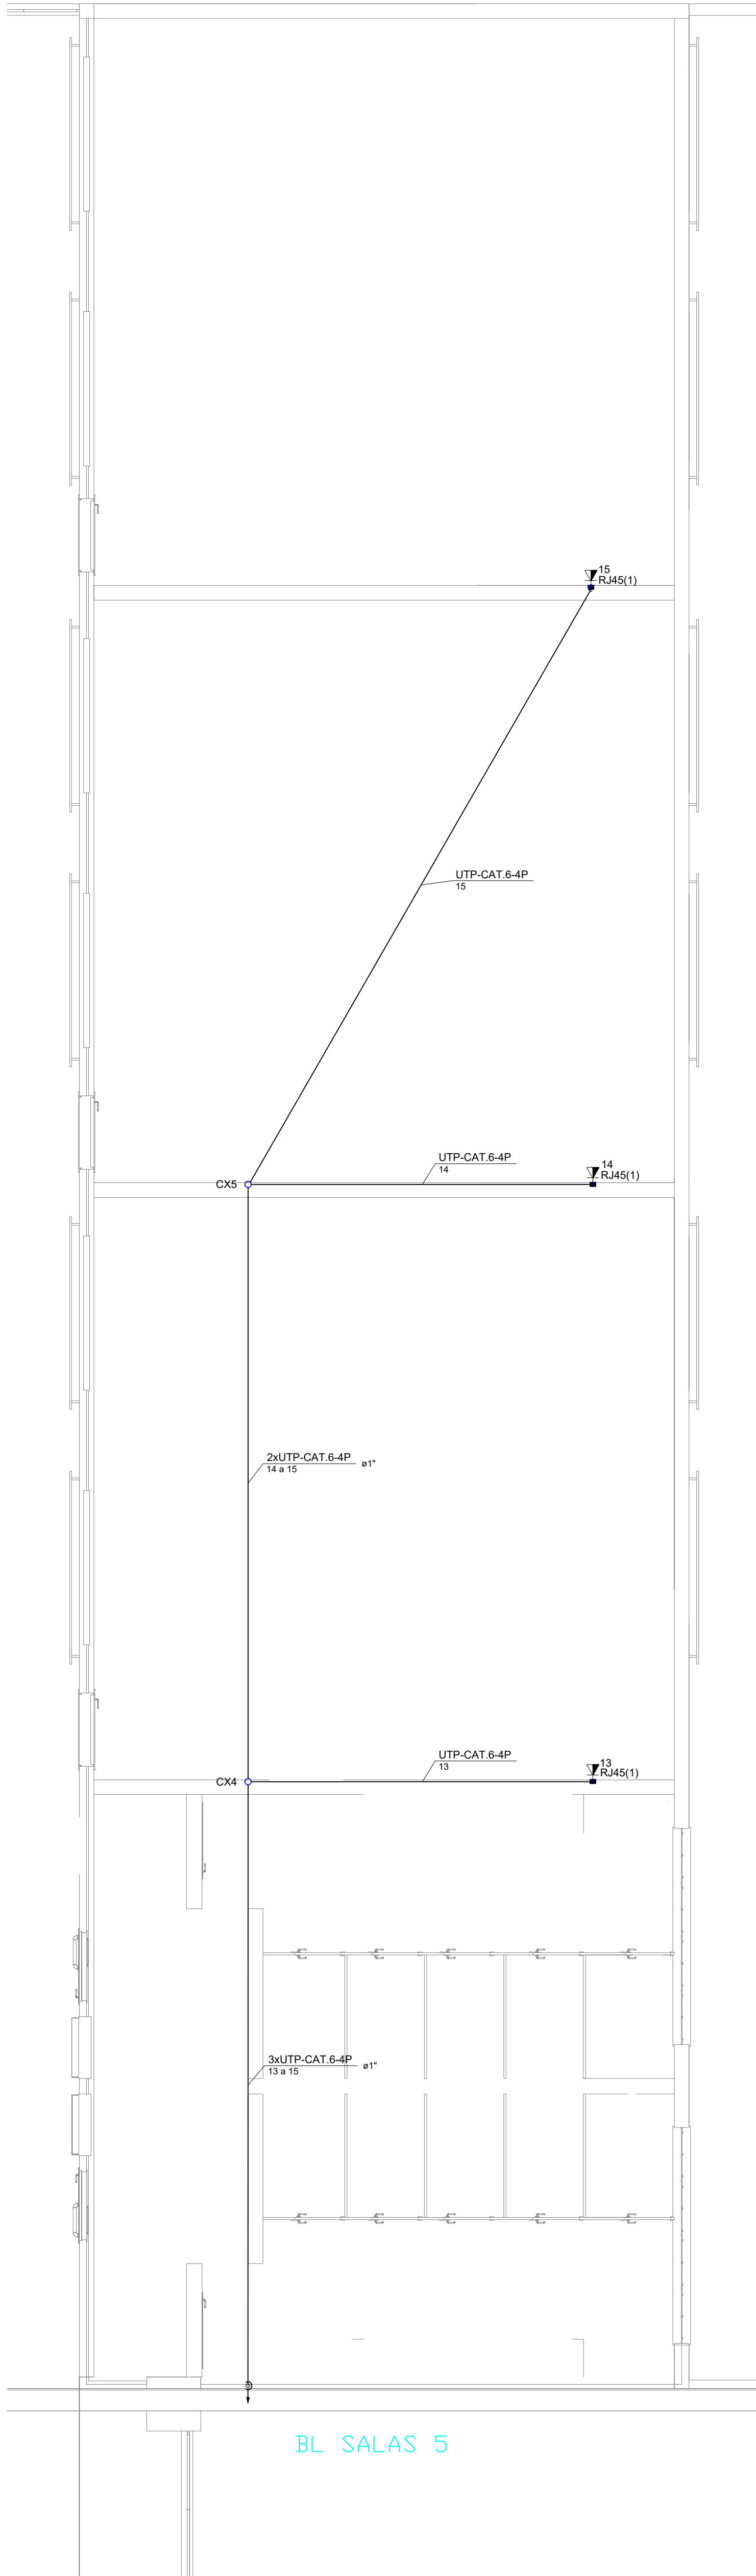 15
RJ45(1)
UTP-CAT.6-4P
15
UTP-CAT.6-4P
14
14
RJ45(1)
CX5
2xUTP-CAT.6-4P ø1"
14 a 15
UTP-CAT.6-4P
13
13
RJ45(1)
CX4
3xUTP-CAT.6-4P ø1"
13 a 15
BL SALAS 5